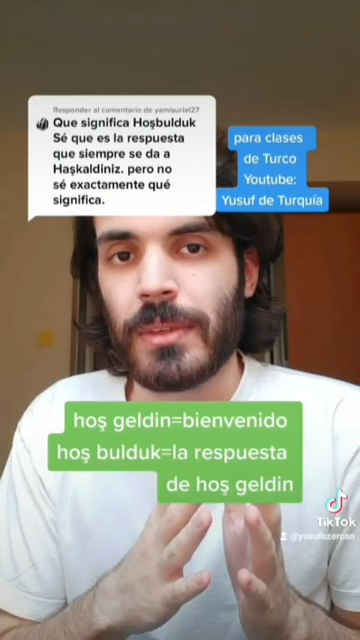 Responder al comentario de yamisuriel27
Que significa Hoşbulduk
Sé que es la respuesta
que siempre se da a
Haşkaldiniz. pero no
sé exactamente qué
significa.
para clases
de Turco
Youtube:
Yusuf de Turquía
hoş geldin=bienvenido
hoş bulduk=la respuesta
de hoş geldin
TikTok
@yusufozercan